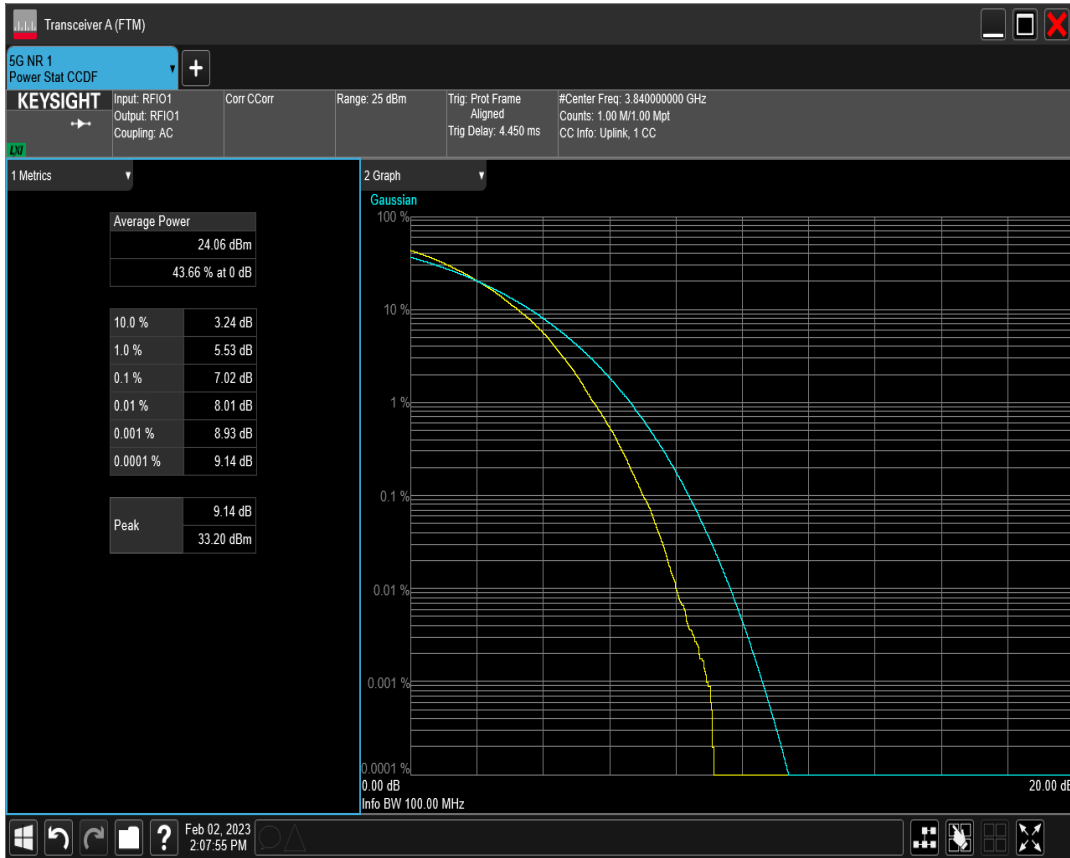 Transceiver A (FTM)
5G NR 1
Power Stat CCDF
+
KEYSIGHT
LXI
Input: RFIO1
Output: RFIO1
Coupling: AC
Corr CCorr
Range: 25 dBm
Trig: Prot Frame
Aligned
Trig Delay: 4.450 ms
#Center Freq: 3.840000000 GHz
Counts: 1.00 M/1.00 Mpt
CC Info: Uplink, 1 CC
1 Metrics
Average Power
24.06 dBm
43.66 % at 0 dB
10.0 % 3.24 dB
1.0 % 5.53 dB
0.1 % 7.02 dB
0.01 % 8.01 dB
0.001 % 8.93 dB
0.0001 % 9.14 dB
Peak
9.14 dB
33.20 dBm
2 Graph
Gaussian
100 %
10 %
1 %
0.1 %
0.01 %
0.001 %
0.0001 %
0.00 dB
20.00 dB
Info BW 100.00 MHz
?
Feb 02, 2023
2:07:55 PM